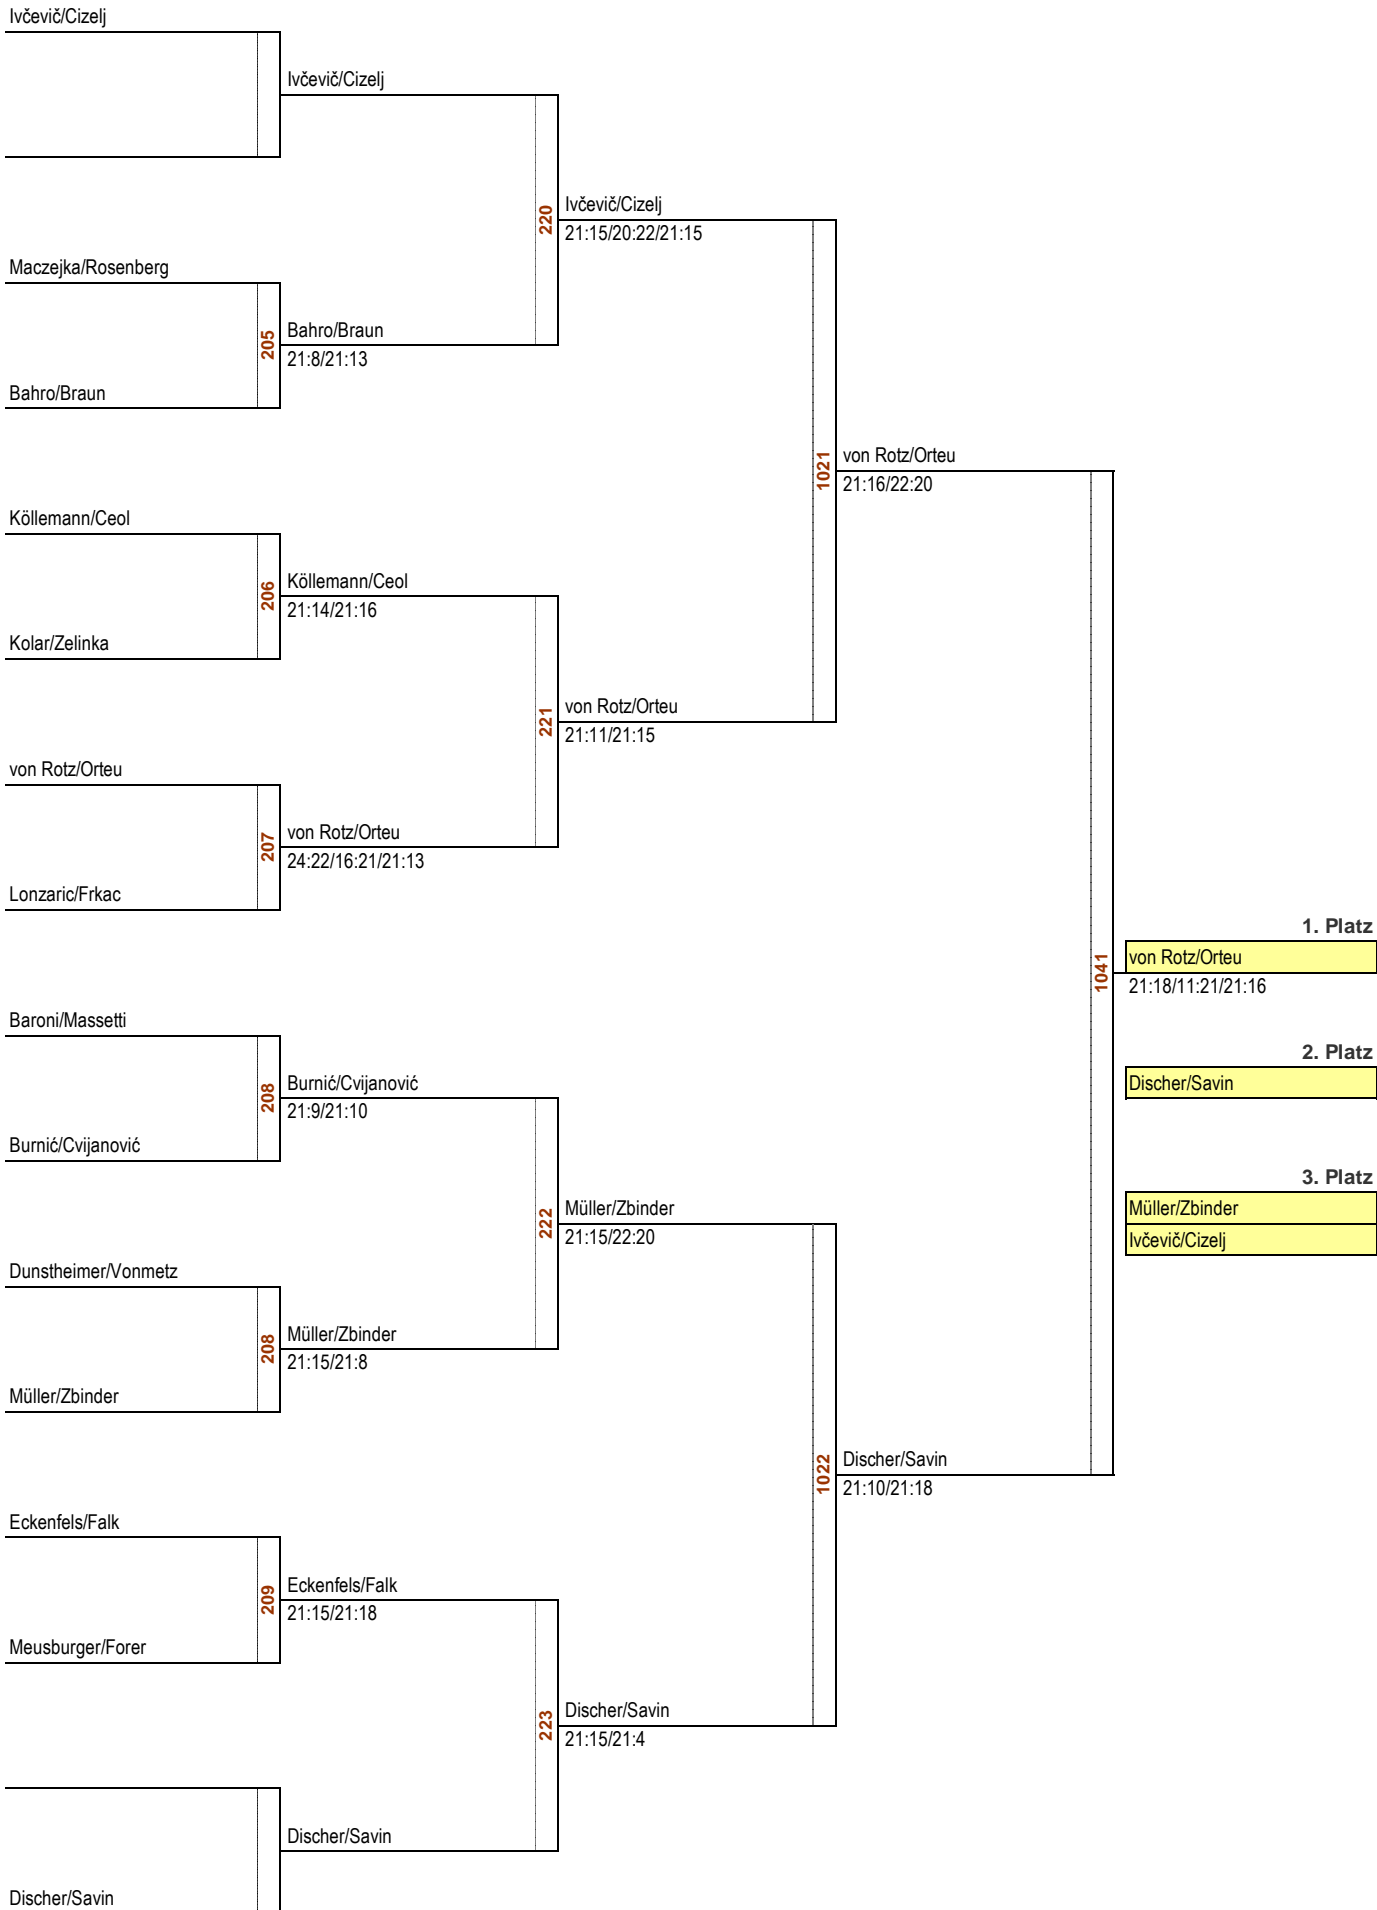 Ivčevič/Cizelj
Ivčevič/Cizelj
220
Ivčevič/Cizelj
21:15/20:22/21:15
Maczejka/Rosenberg
205
Bahro/Braun
21:8/21:13
Bahro/Braun
1021
von Rotz/Orteu
21:16/22:20
Köllemann/Ceol
206
Köllemann/Ceol
21:14/21:16
Kolar/Zelinka
221
von Rotz/Orteu
21:11/21:15
von Rotz/Orteu
207
von Rotz/Orteu
24:22/16:21/21:13
Lonzaric/Frkac
1. Platz
1041
von Rotz/Orteu
21:18/11:21/21:16
Baroni/Massetti
2. Platz
Discher/Savin
208
Burnić/Cvijanović
21:9/21:10
Burnić/Cvijanović
3. Platz
Müller/Zbinder
Ivčevič/Cizelj
222
Müller/Zbinder
21:15/22:20
Dunstheimer/Vonmetz
208
Müller/Zbinder
21:15/21:8
Müller/Zbinder
1022
Discher/Savin
21:10/21:18
Eckenfels/Falk
209
Eckenfels/Falk
21:15/21:18
Meusburger/Forer
223
Discher/Savin
21:15/21:4
Discher/Savin
Discher/Savin